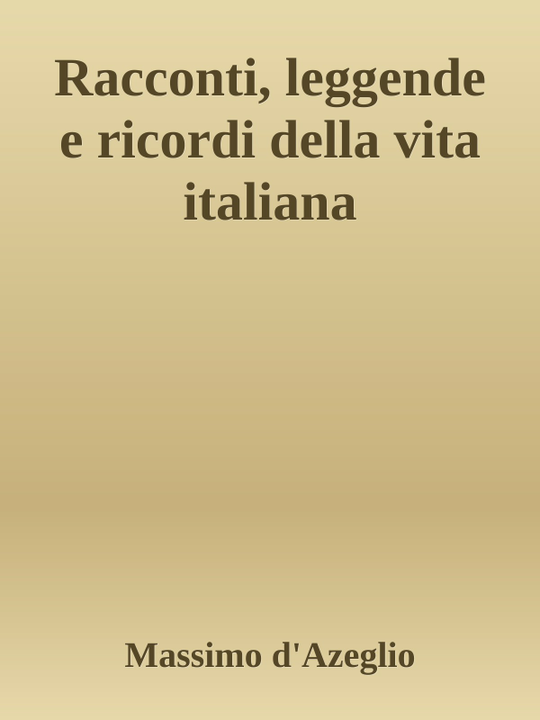 Racconti, leggende
e ricordi della vita
italiana
Massimo d'Azeglio